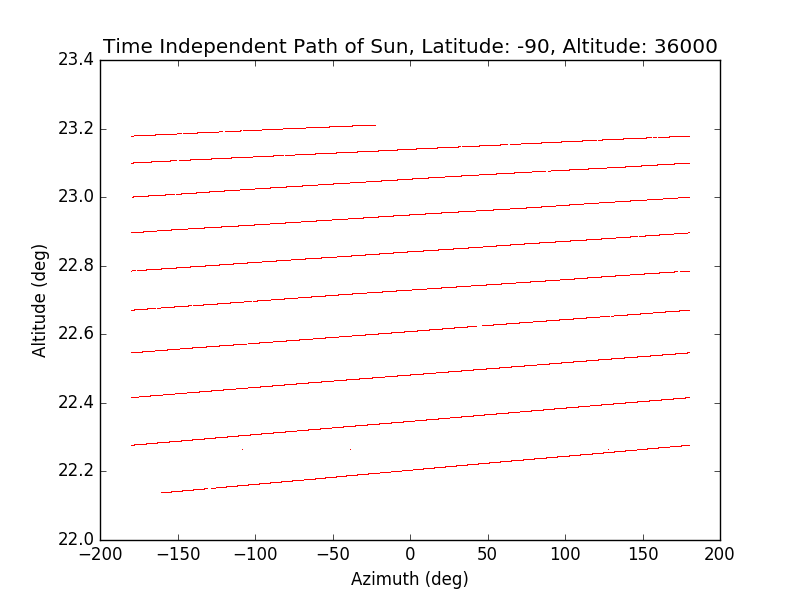 Time Independent Path of Sun, Latitude: -90, Altitude: 36000
23.4
23.2
23.0
22.8
22.6
22.4
22.2
22.0
Altitude (deg)
−200 −150 −100 −50 0 50 100 150 200
Azimuth (deg)